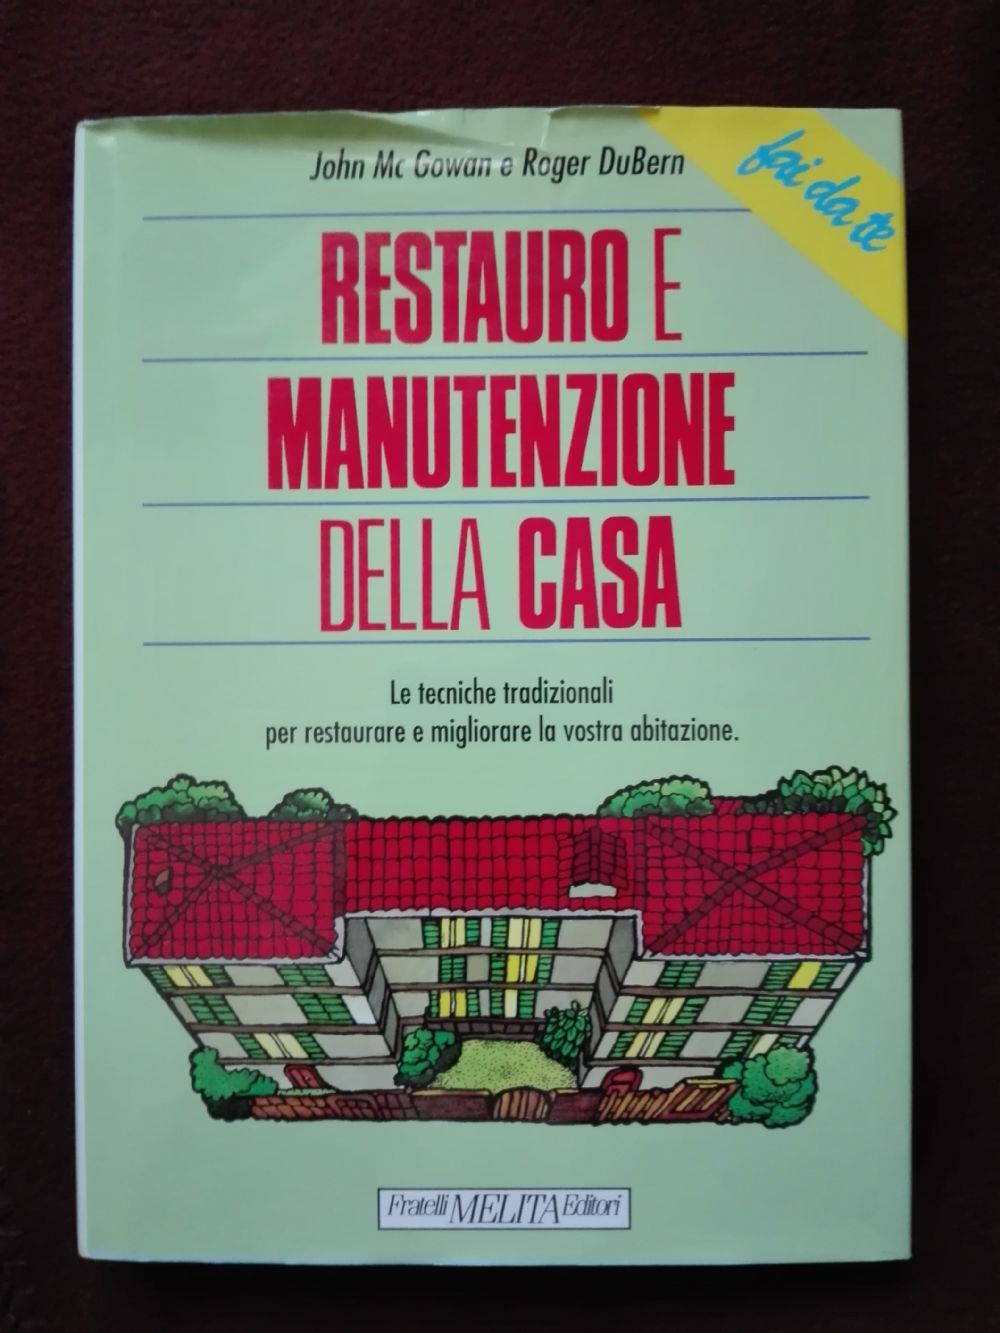 John Mc Gowan e Roger DuBern
fai da te
RESTAURO E
MANUTENZIONE
DELLA CASA
Le tecniche tradizionali
per restaurare e migliorare la vostra abitazione.
Fratelli MELITA Editori